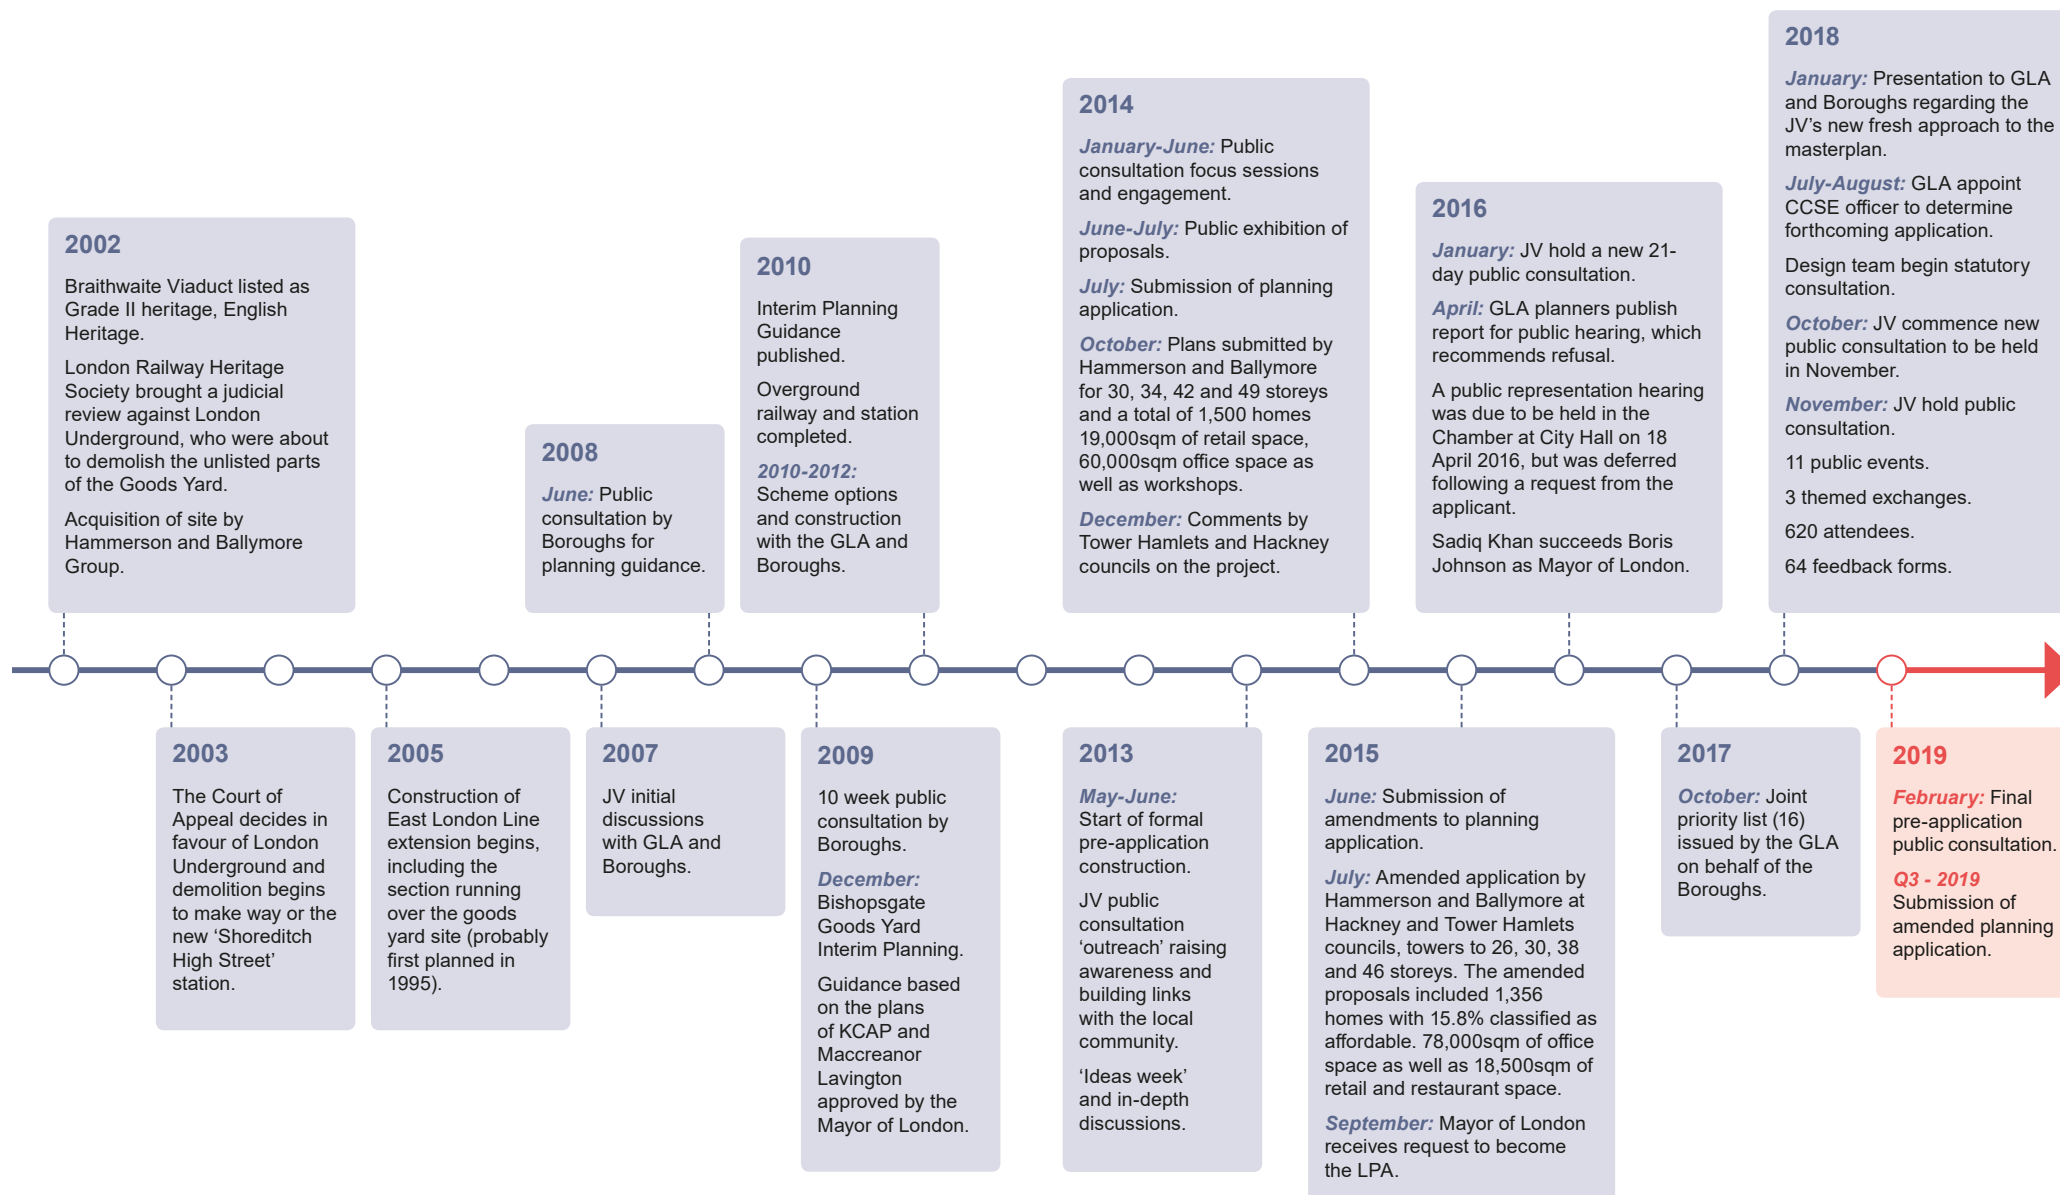 2002
Braithwaite Viaduct listed as
Grade II heritage, English
Heritage.
London Railway Heritage
Society brought a judicial
review against London
Underground, who were about
to demolish the unlisted parts
of the Goods Yard.
Acquisition of site by
Hammerson and Ballymore
Group.
2003
The Court of
Appeal decides in
favour of London
Underground and
demolition begins
to make way or the
new ‘Shoreditch
High Street’
station.
2005
Construction of
East London Line
extension begins,
including the
section running
over the goods
yard site (probably
first planned in
1995).
2007
JV initial
discussions
with GLA and
Boroughs.
2008
June: Public
consultation by
Boroughs for
planning guidance.
2009
10 week public
consultation by
Boroughs.
December:
Bishopsgate
Goods Yard
Interim Planning.
Guidance based
on the plans
of KCAP and
Maccreanor
Lavington
approved by the
Mayor of London.
2010
Interim Planning
Guidance
published.
Overground
railway and station
completed.
2010-2012:
Scheme options
and construction
with the GLA and
Boroughs.
2013
May-June:
Start of formal
pre-application
construction.
JV public
consultation
‘outreach’ raising
awareness and
building links
with the local
community.
‘Ideas week’
and in-depth
discussions.
2014
January-June: Public
consultation focus sessions
and engagement.
June-July: Public exhibition of
proposals.
July: Submission of planning
application.
October: Plans submitted by
Hammerson and Ballymore
for 30, 34, 42 and 49 storeys
and a total of 1,500 homes
19,000sqm of retail space,
60,000sqm office space as
well as workshops.
December: Comments by
Tower Hamlets and Hackney
councils on the project.
2015
June: Submission of
amendments to planning
application.
July: Amended application by
Hammerson and Ballymore at
Hackney and Tower Hamlets
councils, towers to 26, 30, 38
and 46 storeys. The amended
proposals included 1,356
homes with 15.8% classified as
affordable. 78,000sqm of office
space as well as 18,500sqm of
retail and restaurant space.
September: Mayor of London
receives request to become
the LPA.
2016
January: JV hold a new 21-
day public consultation.
April: GLA planners publish
report for public hearing, which
recommends refusal.
A public representation hearing
was due to be held in the
Chamber at City Hall on 18
April 2016, but was deferred
following a request from the
applicant.
Sadiq Khan succeeds Boris
Johnson as Mayor of London.
2017
October: Joint
priority list (16)
issued by the GLA
on behalf of the
Boroughs.
2018
January: Presentation to GLA
and Boroughs regarding the
JV’s new fresh approach to the
masterplan.
July-August: GLA appoint
CCSE officer to determine
forthcoming application.
Design team begin statutory
consultation.
October: JV commence new
public consultation to be held
in November.
November: JV hold public
consultation.
11 public events.
3 themed exchanges.
620 attendees.
64 feedback forms.
2019
February: Final
pre-application
public consultation.
Q3 - 2019
Submission of
amended planning
application.